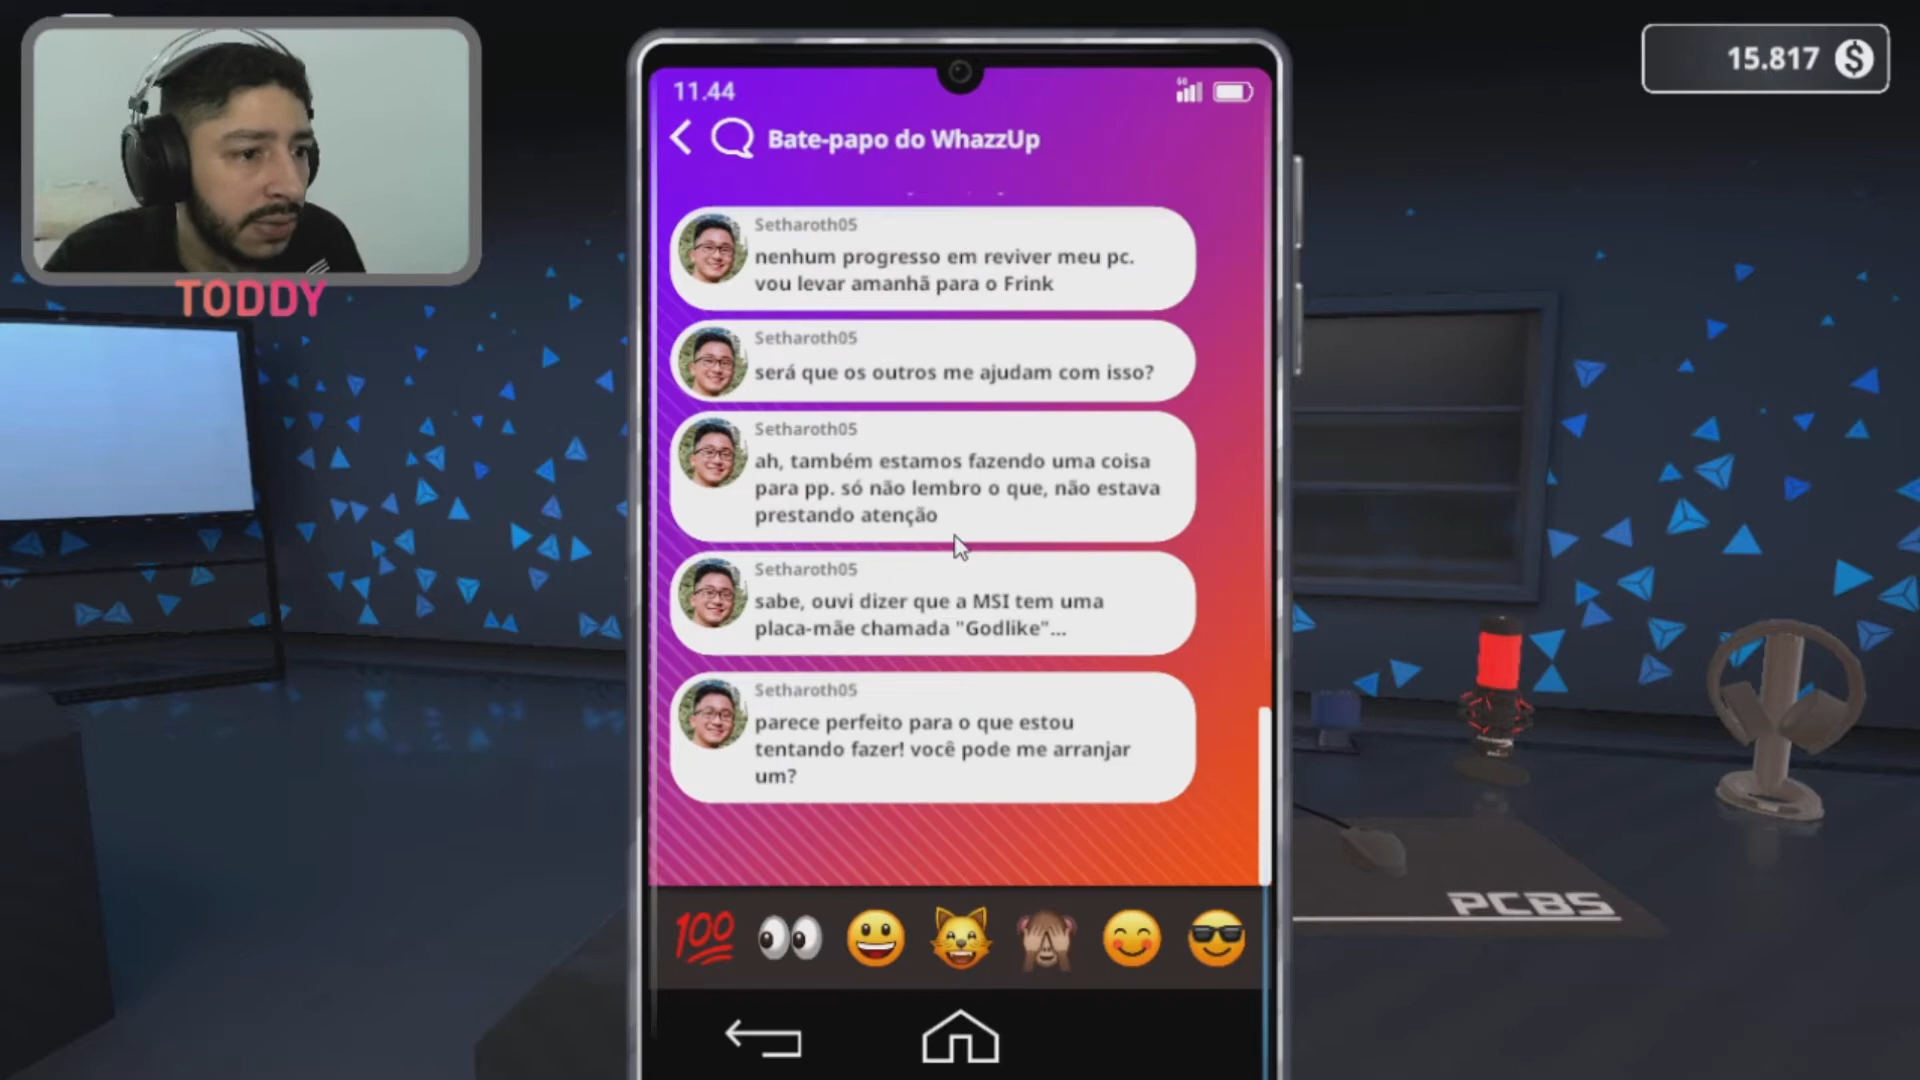 15.817
TODDY
11.44
Bate-papo do WhazzUp
Setharoth05
nenhum progresso em reviver meu pc.
vou levar amanhã para o Frink
Setharoth05
será que os outros me ajudam com isso?
Setharoth05
ah, também estamos fazendo uma coisa
para pp. só não lembro o que, não estava
prestando atenção
Setharoth05
sabe, ouvi dizer que a MSI tem uma
placa-mãe chamada "Godlike"...
Setharoth05
parece perfeito para o que estou
tentando fazer! você pode me arranjar
um?
100
PCBS